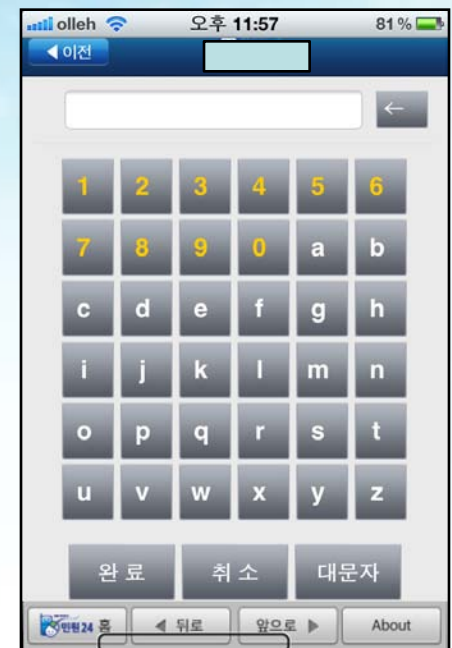 olleh 오후 11:57 81 %
이전
←
1 2 3 4 5 6
7 8 9 0 a b
c d e f g h
i j k l m n
o p q r s t
u v w x y z
완료 취소 대문자
민원24 홈 뒤로 앞으로 About